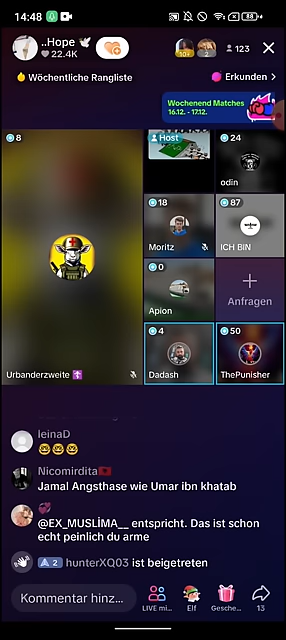 14:48
88
..Hope 🕊
22.4K
10+
2
123
Wöchentliche Rangliste
Erkunden >
Wochenend Matches
16.12. - 17.12.
8
Host
24
odin
18
Moritz
87
ICH BIN
0
Apion
+
Anfragen
Urbanderzweite ✝️
4
Dadash
50
ThePunisher
leinaD
🤓🤓🤓
Nicomirdita🇦🇱
Jamal Angsthase wie Umar ibn khatab
💞
@EX_MUSLİMA__ entspricht. Das ist schon
echt peinlich du arme
2 hunterXQ03 ist beigetreten
Kommentar hinz...
LIVE mi...
Elf
Gesche...
13